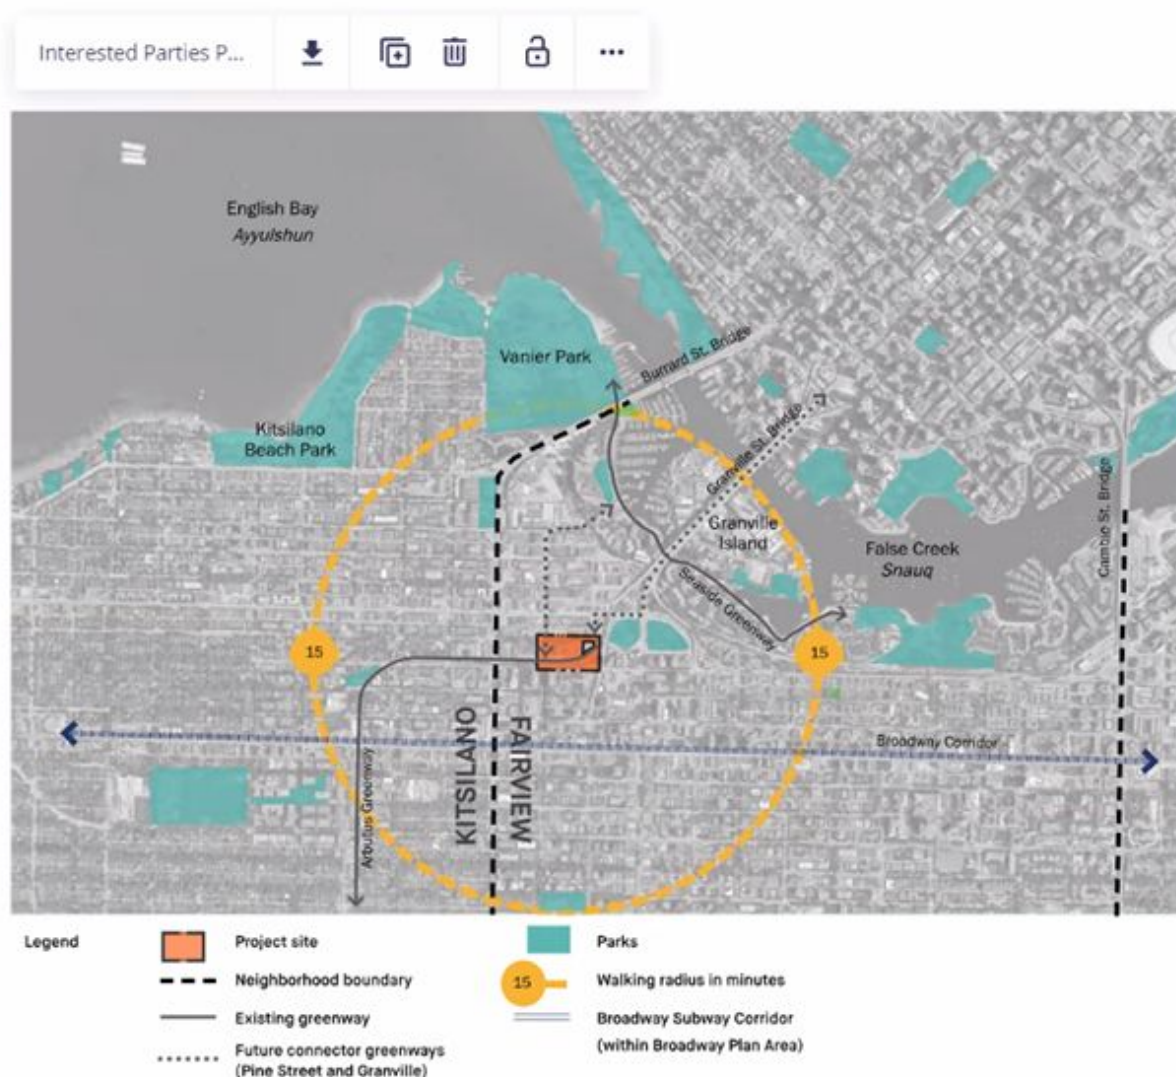 Interested Parties P...
English Bay
Ayyulshun
Vanier Park
Burrard St. Bridge
Kitsilano
Beach Park
Granville St. Bridge
Granville
Island
False Creek
Snauq
Cambie St. Bridge
Seaside Greenway
15
15
KITSILANO
FAIRVIEW
Broadway Corridor
Arbutus Greenway
Legend
Project site
Neighborhood boundary
Existing greenway
Future connector greenways
(Pine Street and Granville)
Parks
15
Walking radius in minutes
Broadway Subway Corridor
(within Broadway Plan Area)